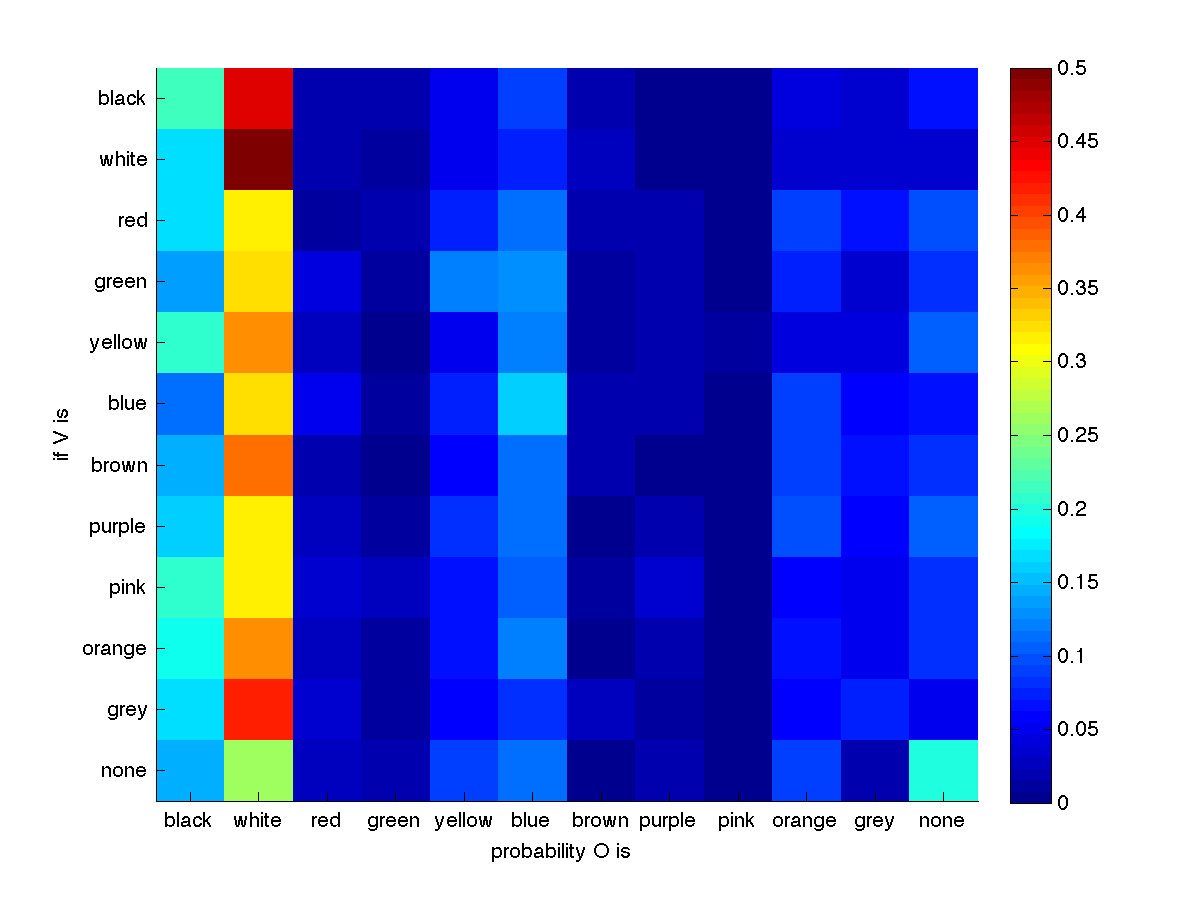 black
white
red
green
yellow
blue
brown
purple
pink
orange
grey
none
if V is
black white red green yellow blue brown purple pink orange grey none
probability O is
0.5
0.45
0.4
0.35
0.3
0.25
0.2
0.15
0.1
0.05
0